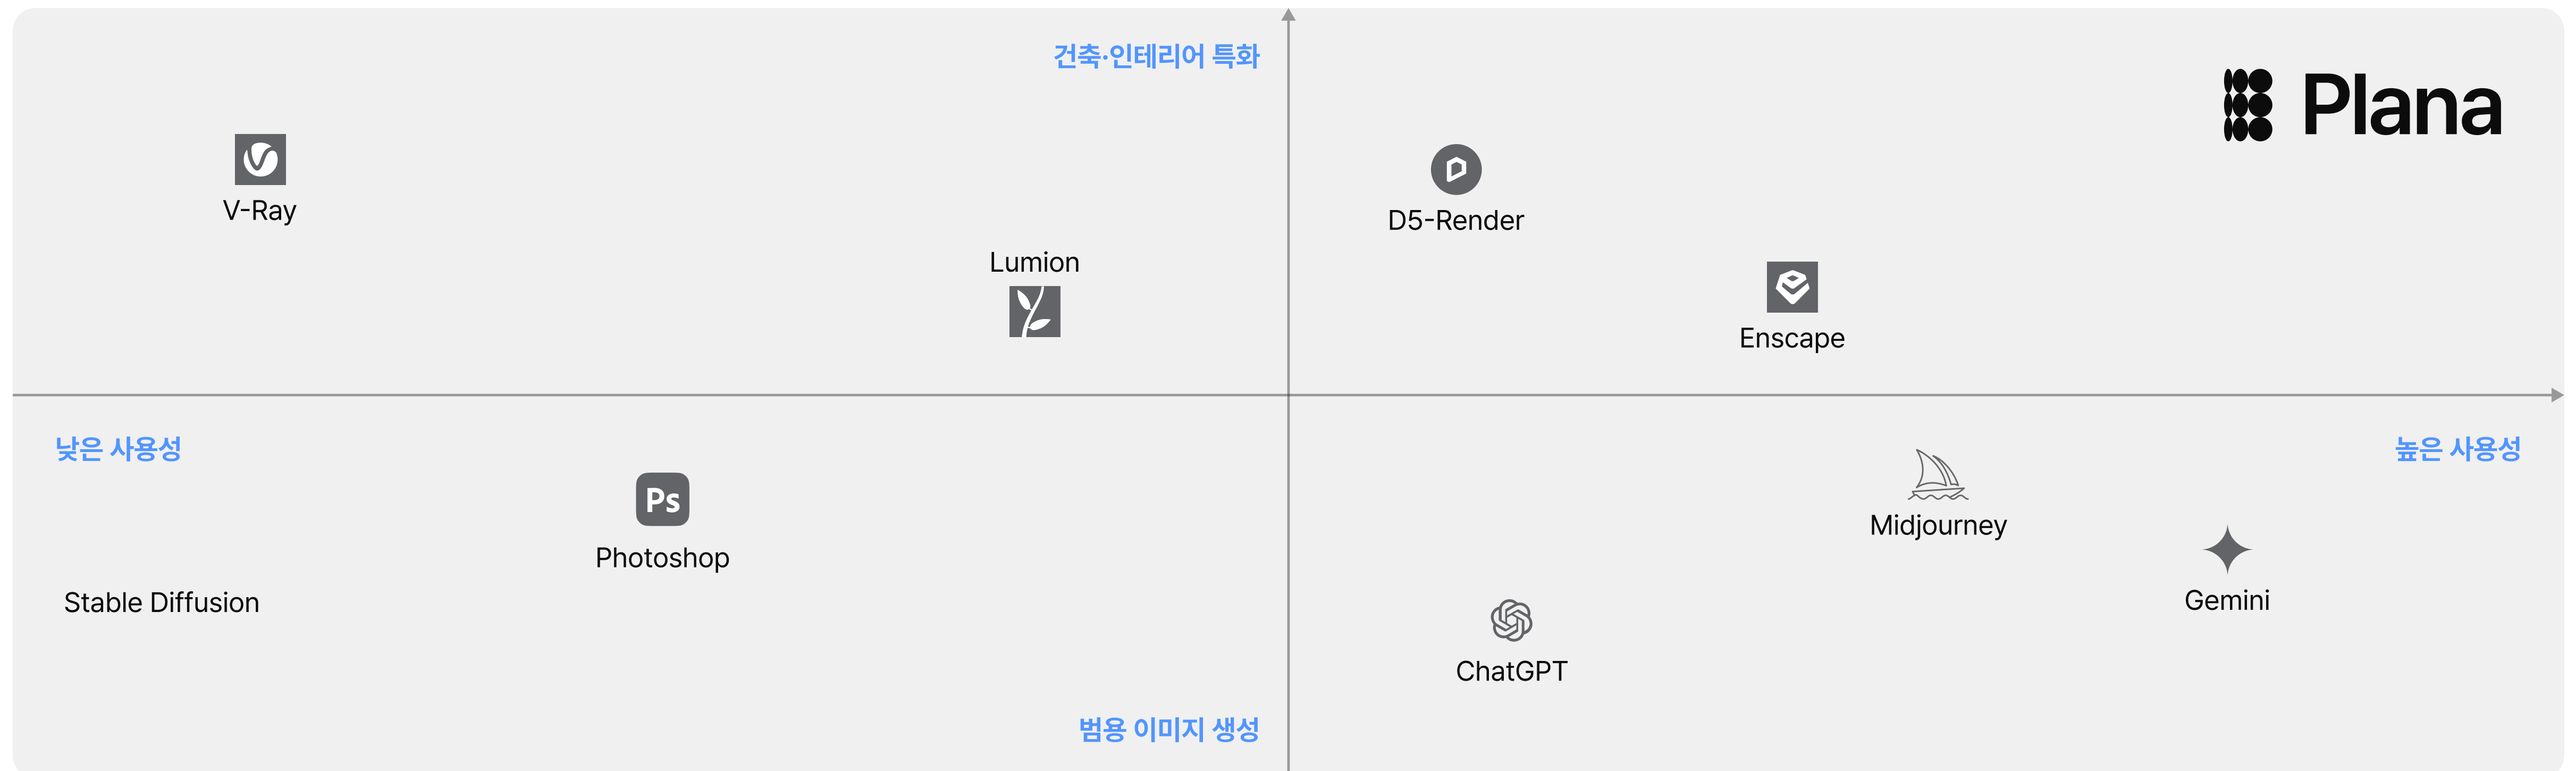 건축·인테리어 특화
Plana
V-Ray
D5-Render
Lumion
Enscape
낮은 사용성
높은 사용성
Ps
Photoshop
Midjourney
Stable Diffusion
Gemini
ChatGPT
범용 이미지 생성